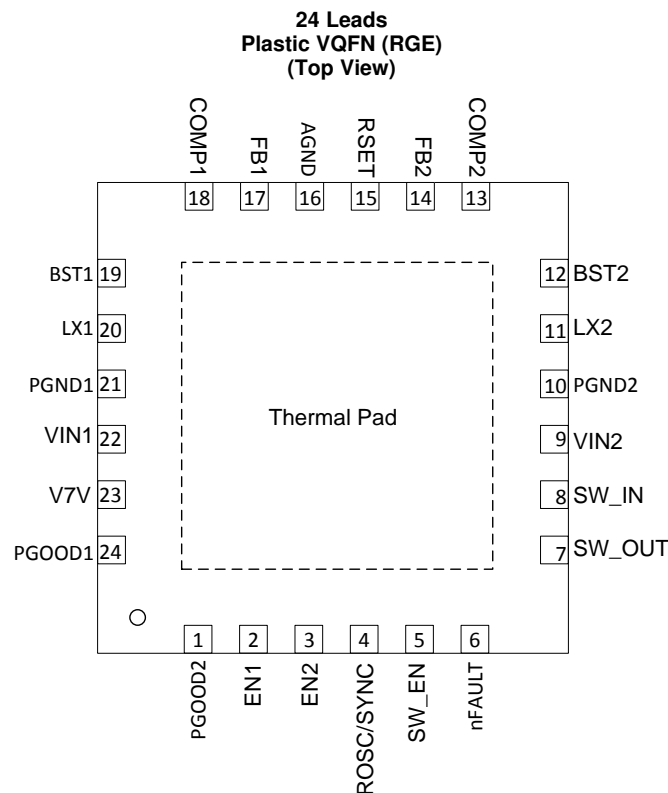 24 Leads
Plastic VQFN (RGE)
(Top View)
COMP1
FB1
AGND
RSET
FB2
COMP2
18
17
16
15
14
13
BST1 19
LX1 20
PGND1 21
VIN1 22
V7V 23
PGOOD1 24
Thermal Pad
12 BST2
11 LX2
10 PGND2
9 VIN2
8 SW_IN
7 SW_OUT
1
2
3
4
5
6
PGOOD2
EN1
EN2
ROSC/SYNC
SW_EN
nFAULT